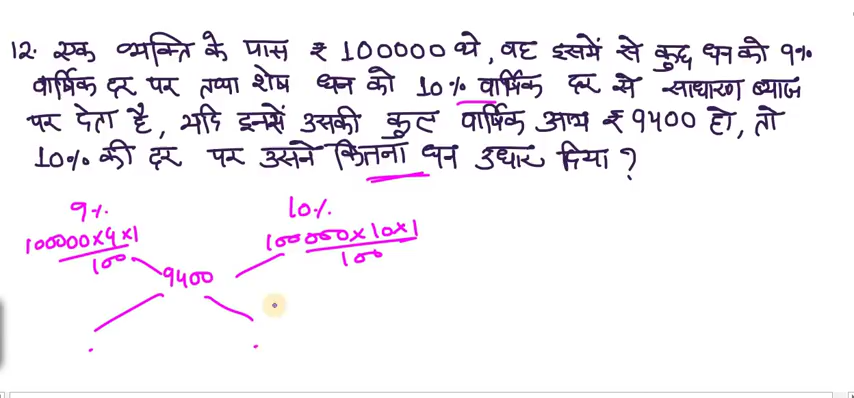 12. एक व्यक्ति के पास ₹ 100000 थे, वह इसमें से कुछ धन को 9%
वार्षिक दर पर तथा शेष धन को 10% वार्षिक दर से साधारण ब्याज
पर देता है, यदि इनसे उसकी कुल वार्षिक आय ₹ 9400 हो, तो
10% की दर पर उसने कितना धन उधार दिया ?
9% 10%
100000×9×1 100000×10×1
100 100
9400